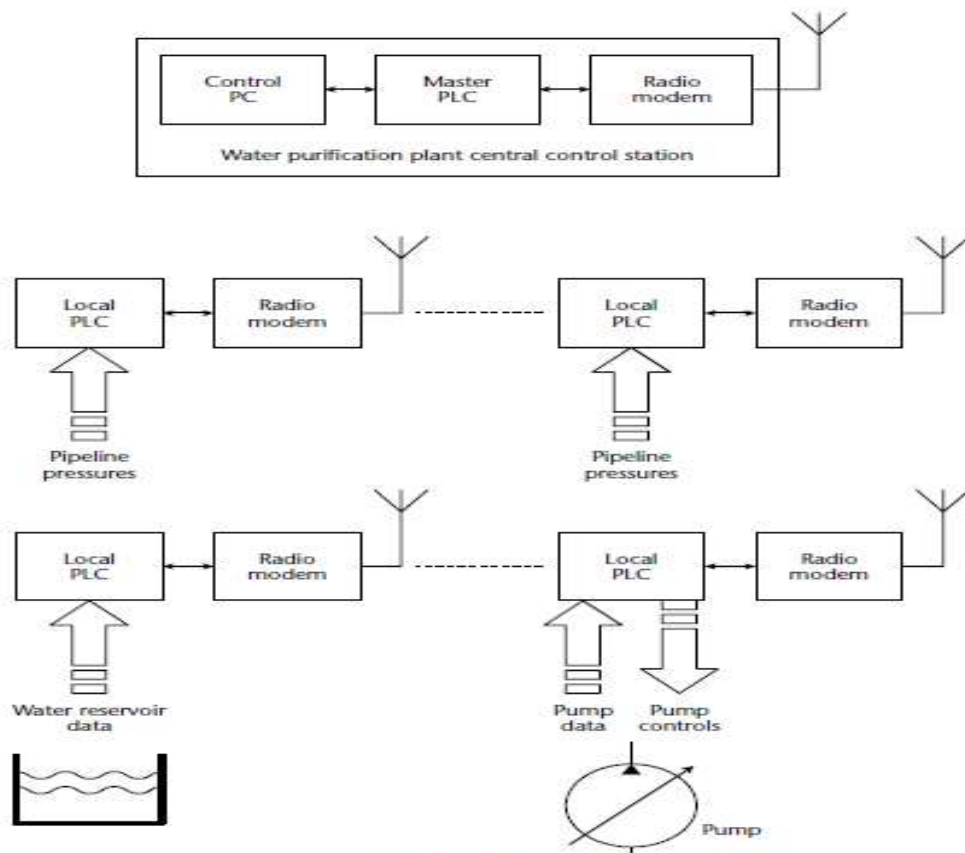 Control
PC
Master
PLC
Radio
modem
Water purification plant central control station
Local
PLC
Radio
modem
Local
PLC
Radio
modem
Pipeline
pressures
Pipeline
pressures
Local
PLC
Radio
modem
Local
PLC
Radio
modem
Water reservoir
data
Pump
data
Pump
controls
Pump